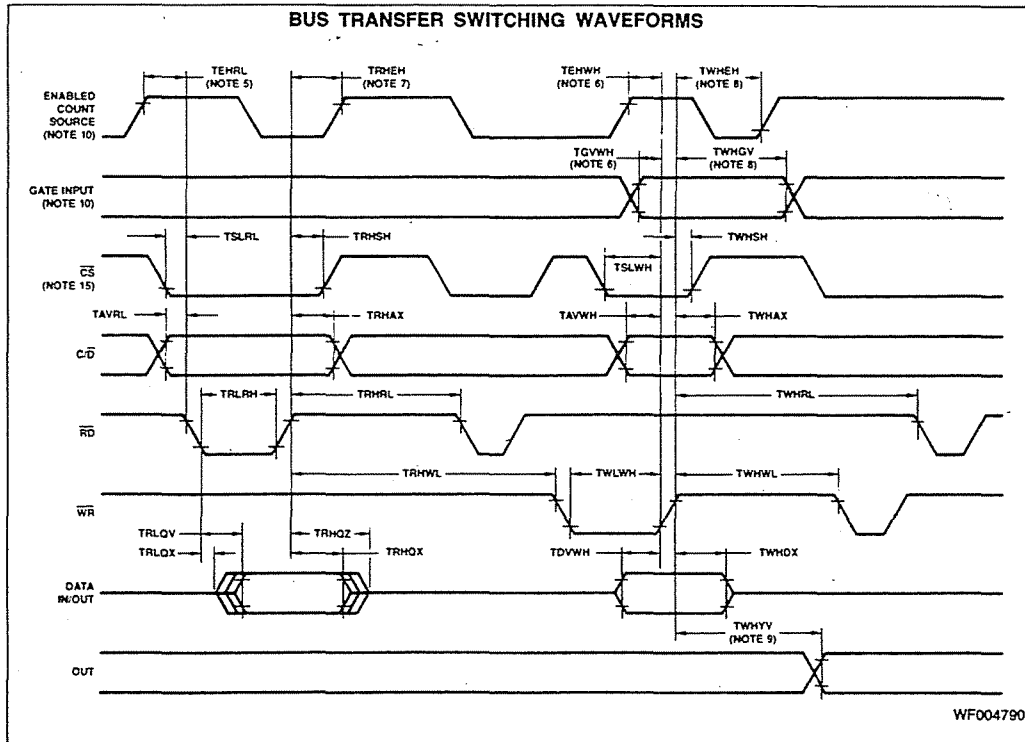 BUS TRANSFER SWITCHING WAVEFORMS
TEHRL
(NOTE 5)
TRHEH
(NOTE 7)
TEHWH
(NOTE 6)
TWHEH
(NOTE 8)
ENABLED
COUNT
SOURCE
(NOTE 10)
TGVWH
(NOTE 6)
TWHGV
(NOTE 8)
GATE INPUT
(NOTE 10)
TSLRL
TRHSH
TWHSH
TSLWH
CS
(NOTE 15)
TAVRL
TRHAX
TAVWH
TWHAX
C/D
TRLRH
TRHRL
TWHRL
RD
TRHWL
TWLWH
TWHWL
WR
TRLQV
TRHQZ
TRLQX
TRHQX
TDVWH
TWHDX
DATA
IN/OUT
TWHYV
(NOTE 9)
OUT
WF004790